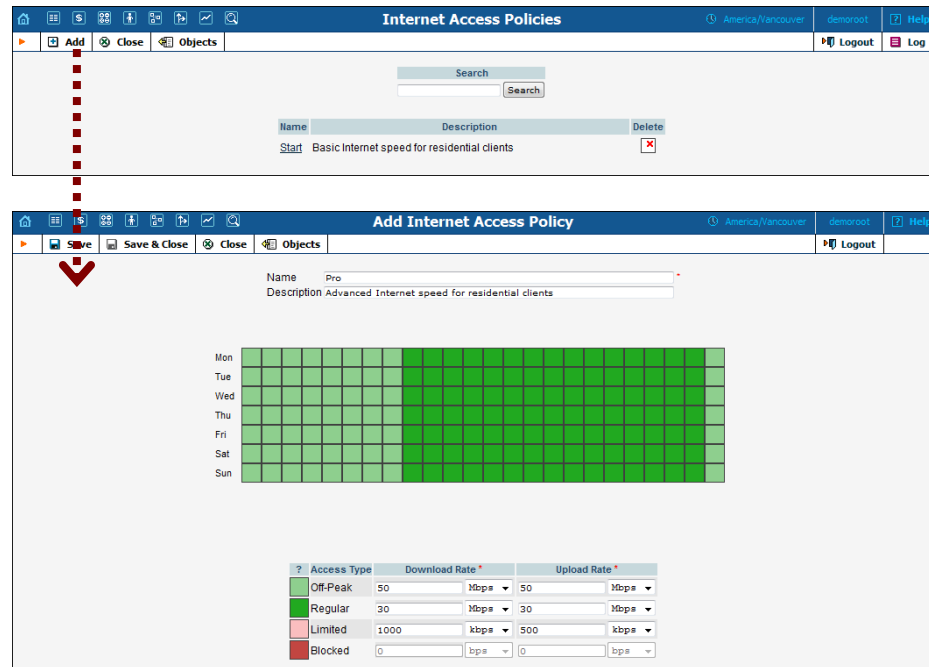 Internet Access Policies America/Vancouver demoroot ? Help
Add Close Objects Logout Log
Search
Search
Name Description Delete
Start Basic Internet speed for residential clients
Add Internet Access Policy America/Vancouver demoroot ? Help
Save Save & Close Close Objects Logout
Name Pro *
Description Advanced Internet speed for residential clients
Mon
Tue
Wed
Thu
Fri
Sat
Sun
? Access Type Download Rate * Upload Rate *
Off-Peak 50 Mbps 50 Mbps
Regular 30 Mbps 30 Mbps
Limited 1000 kbps 500 kbps
Blocked 0 bps 0 bps